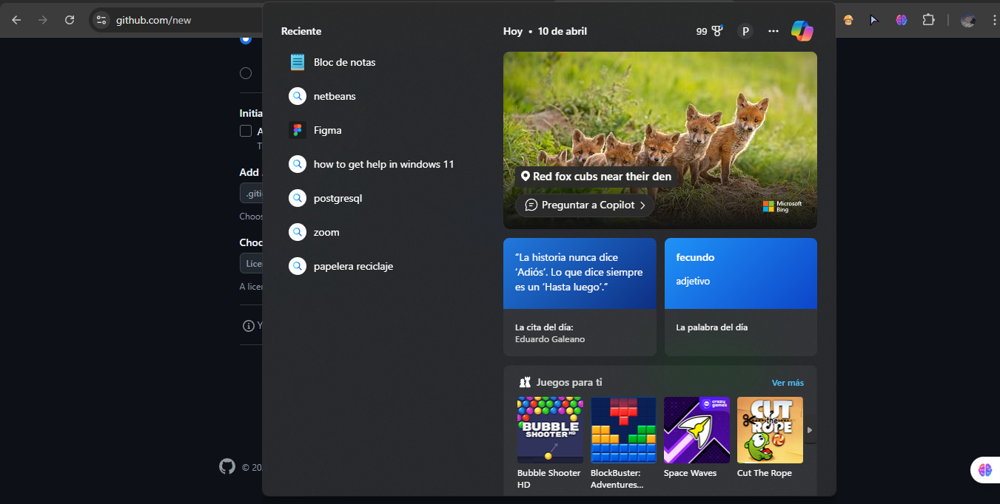 github.com/new
Initia
Add
.giti
Choos
Choo
Lice
A licer
© 20
Reciente
Bloc de notas
netbeans
Figma
how to get help in windows 11
postgresql
zoom
papelera reciclaje
Hoy • 10 de abril
99
P
Red fox cubs near their den
Preguntar a Copilot
Microsoft
Bing
“La historia nunca dice
‘Adiós’. Lo que dice siempre
es un ‘Hasta luego’.”
La cita del día:
Eduardo Galeano
fecundo
adjetivo
La palabra del día
Juegos para ti
Ver más
BUBBLE
SHOOTER HD
crazy
games
CUT
the
ROPE
Bubble Shooter
HD
BlockBuster:
Adventures...
Space Waves
Cut The Rope